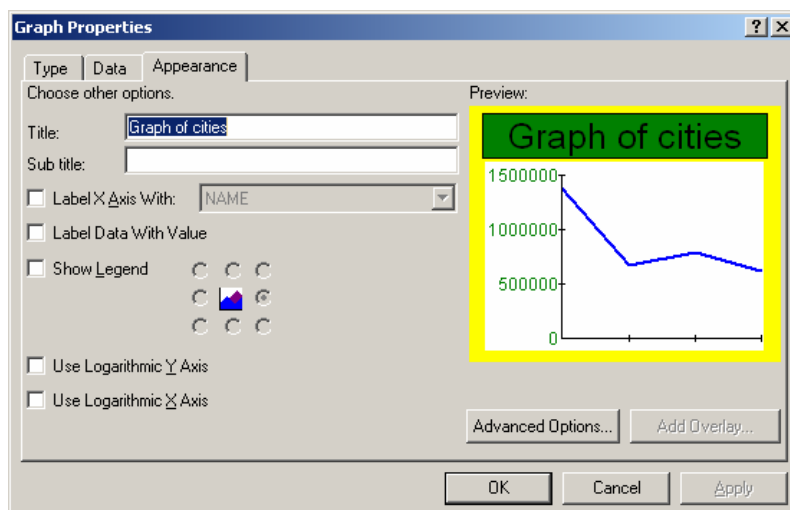 Graph Properties
Type Data Appearance
Choose other options.
Title: Graph of cities
Sub title:
Label X Axis With: NAME
Label Data With Value
Show Legend
Use Logarithmic Y Axis
Use Logarithmic X Axis
Preview:
Graph of cities
1500000
1000000
500000
0
Advanced Options... Add Overlay...
OK Cancel Apply